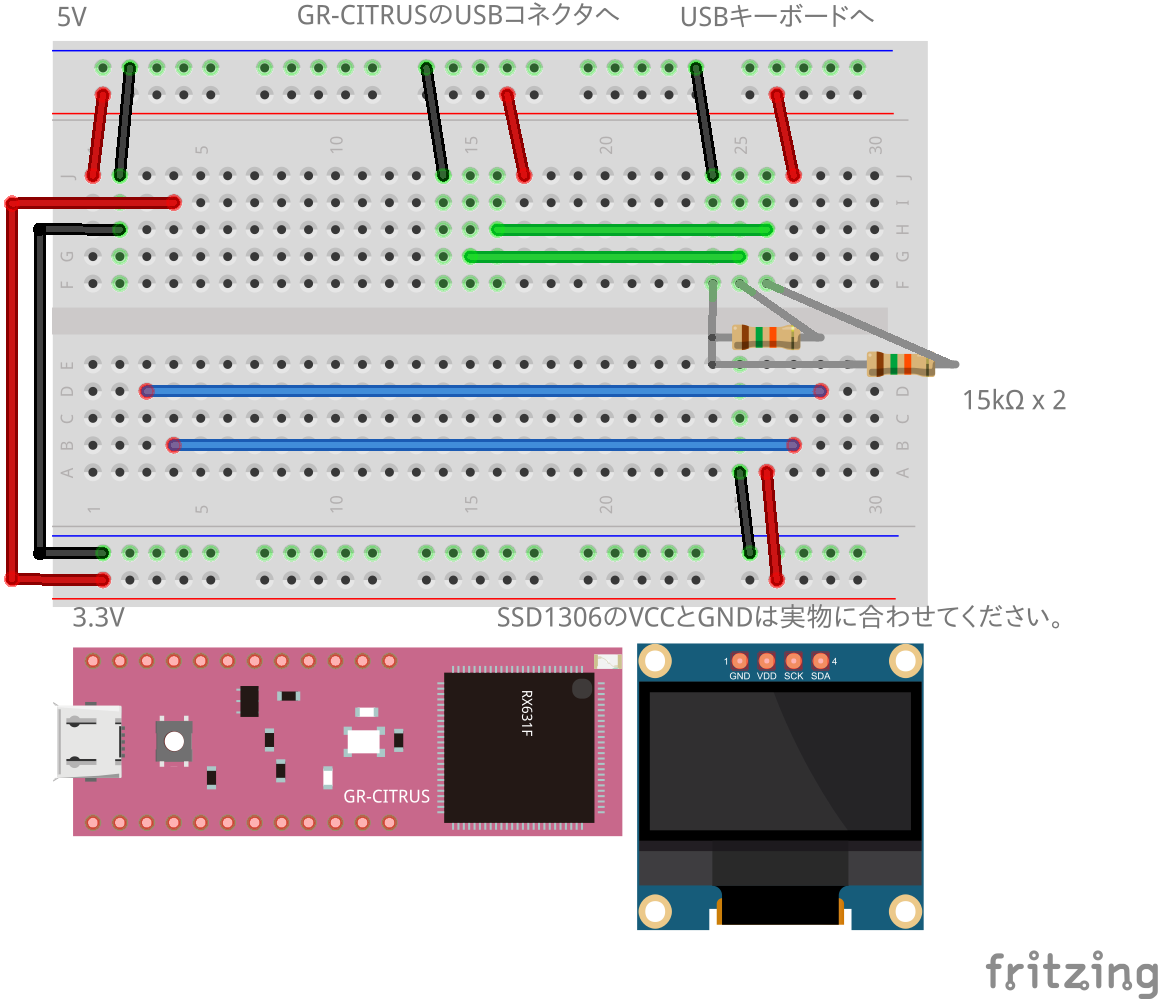 5V
GR-CITRUSのUSBコネクタへ
USBキーボードへ
5 10 15 20 25 30
J J
I I
H H
G G
F F
E E
D D
C C
B B
A A
15kΩ x 2
1 5 10 15 20 30
3.3V
SSD1306のVCCとGNDは実物に合わせてください。
RX631F
GR-CITRUS
1 4
GND VDD SCK SDA
fritzing